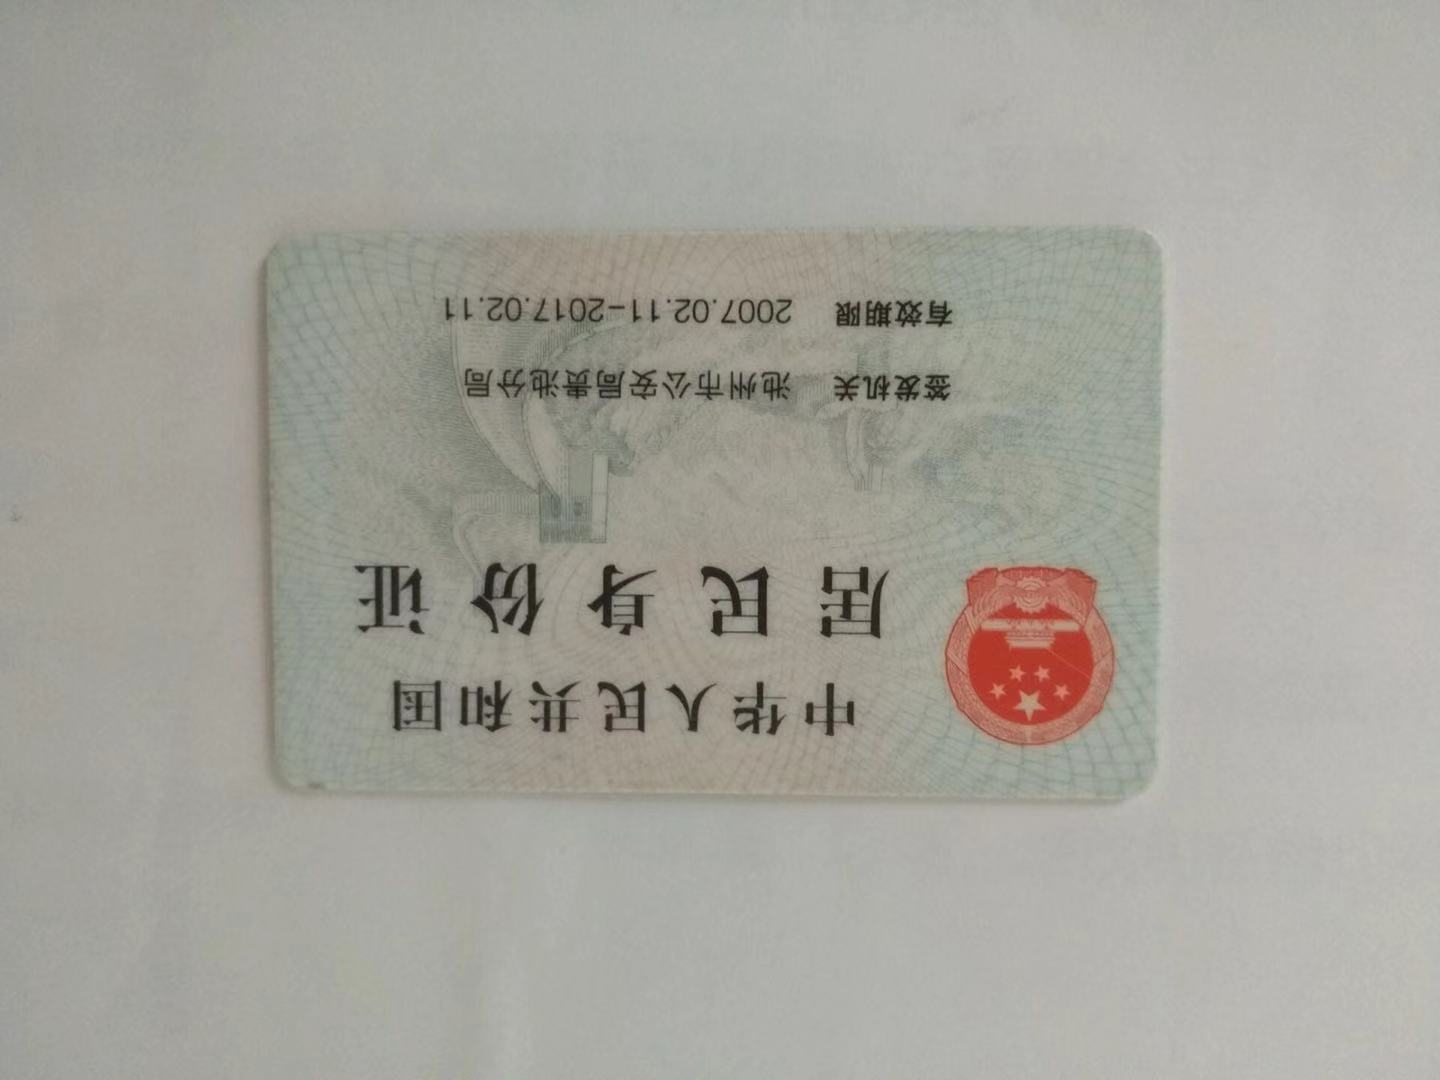 中华人民共和国
居民身份证
签发机关 池州市公安局贵池分局
有效期限 2007.02.11-2017.02.11